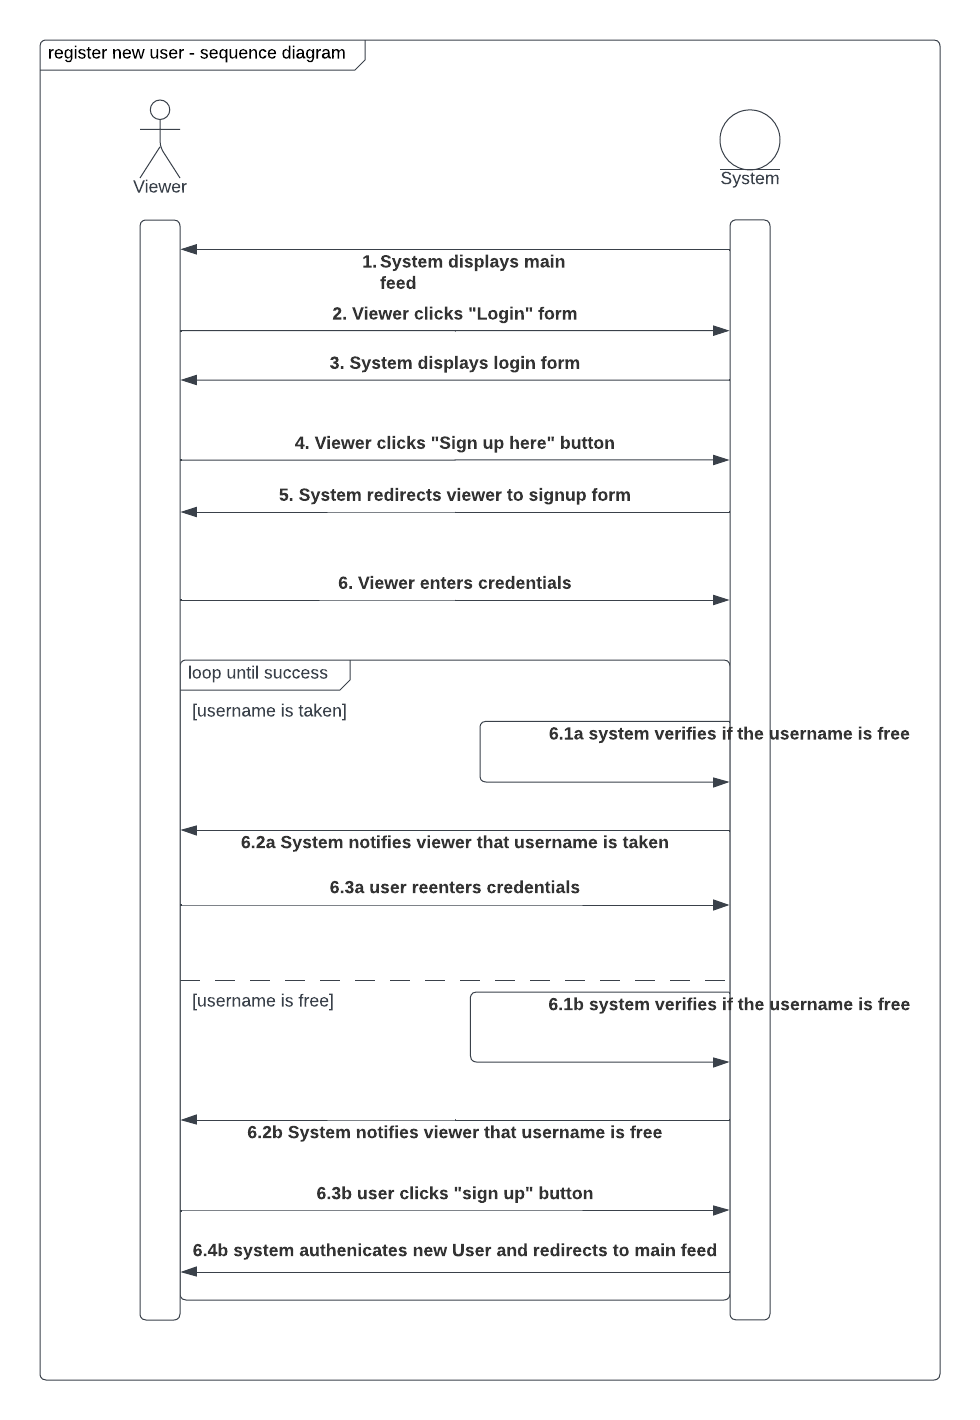 register new user - sequence diagram
Viewer
System
1. System displays main
feed
2. Viewer clicks "Login" form
3. System displays login form
4. Viewer clicks "Sign up here" button
5. System redirects viewer to signup form
6. Viewer enters credentials
loop until success
[username is taken]
6.1a system verifies if the username is free
6.2a System notifies viewer that username is taken
6.3a user reenters credentials
[username is free]
6.1b system verifies if the username is free
6.2b System notifies viewer that username is free
6.3b user clicks "sign up" button
6.4b system authenicates new User and redirects to main feed